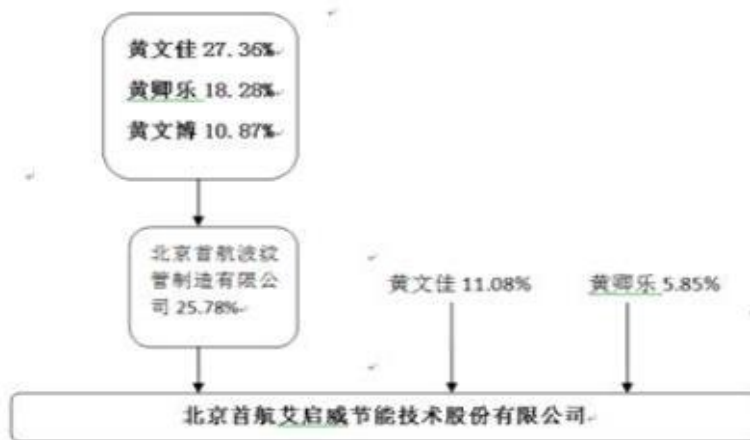 黄文佳 27.36%
黄卿乐 18.28%
黄文博 10.87%
北京首航波纹
管制造有限公
司 25.78%
黄文佳 11.08%
黄卿乐 5.85%
北京首航艾启威节能技术股份有限公司